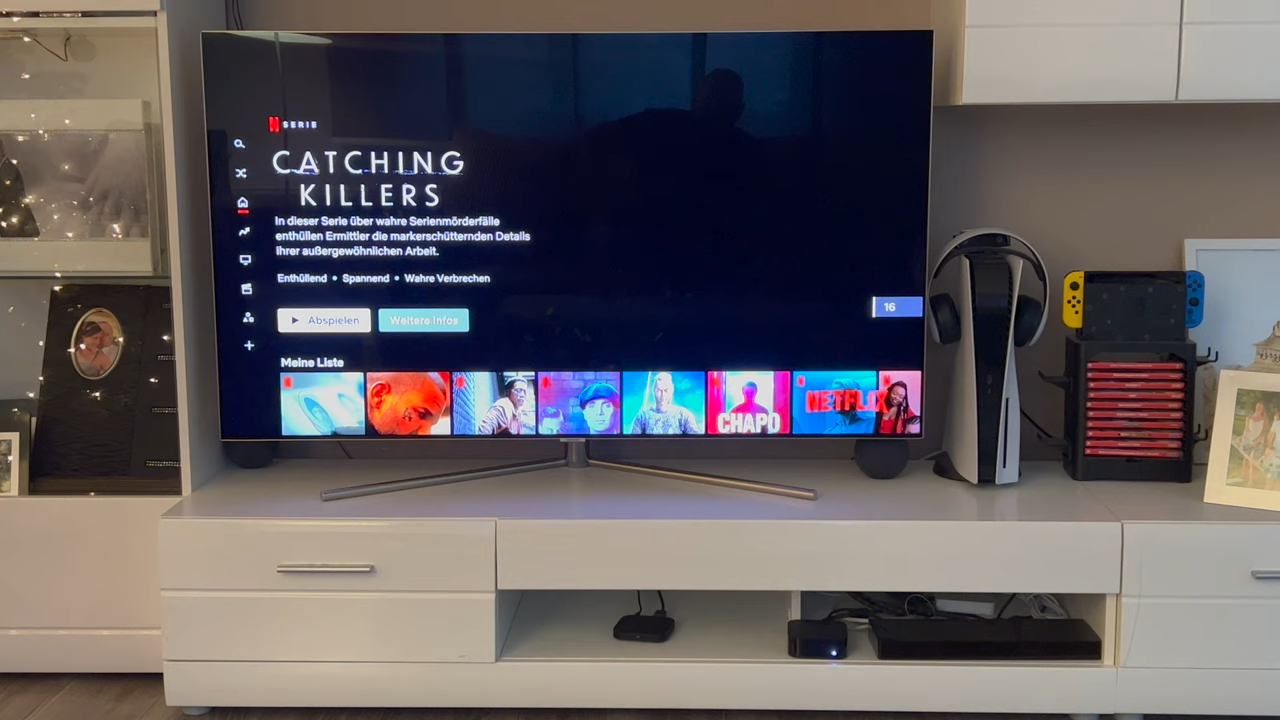 N SERIE
CATCHING
KILLERS
In dieser Serie über wahre Serienmörderfälle
enthüllen Ermittler die markerschütternden Details
ihrer außergewöhnlichen Arbeit.
Enthüllend • Spannend • Wahre Verbrechen
Abspielen
Weitere Infos
16
Meine Liste
CHAPO
NETFLIX